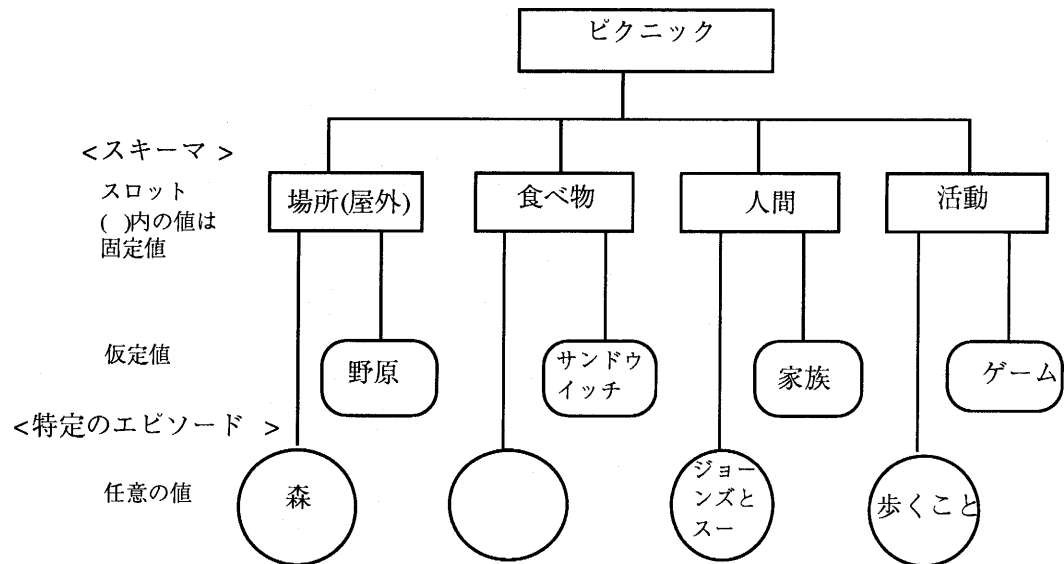 ピクニック
<スキーマ >
スロット
( )内の値は
固定値
場所(屋外)
食べ物
人間
活動
仮定値
野原
サンドウ
イッチ
家族
ゲーム
<特定のエピソード >
任意の値
森
ジョー
ンズと
スー
歩くこと